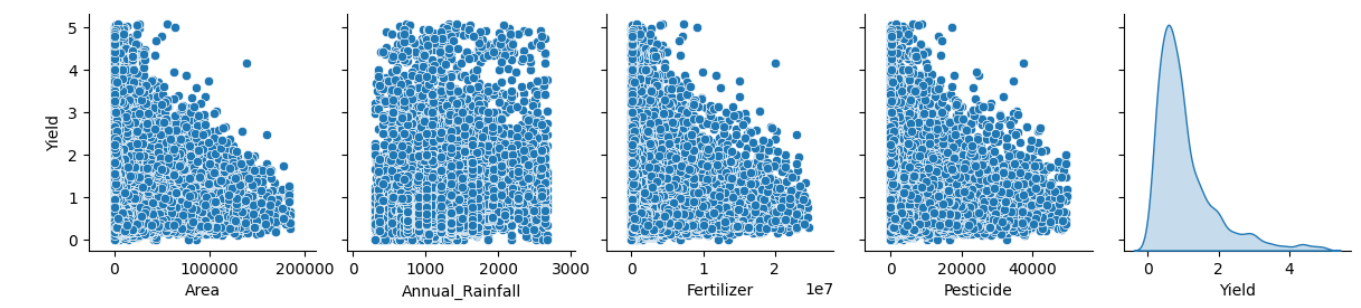 Yield
5
4
3
2
1
0
0 100000 200000
Area
0 1000 2000 3000
Annual_Rainfall
0 1 2
1e7
Fertilizer
0 20000 40000
Pesticide
0 2 4
Yield